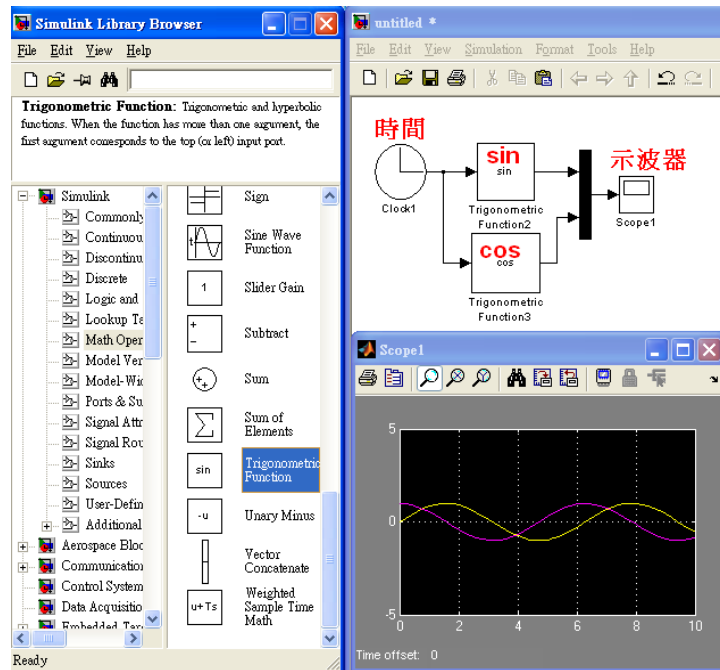 Simulink Library Browser
File Edit View Help
Trigonometric Function: Trigonometric and hyperbolic
functions. When the function has more than one argument, the
first argument corresponds to the top (or left) input port.
Simulink
Commonly
Continuou
Discontinu
Discrete
Logic and
Lookup Ta
Math Oper
Model Ver
Model-Wid
Ports & Su
Signal Attr
Signal Rou
Sinks
Sources
User-Defin
Additional
Aerospace Bloc
Communication
Control System
Data Acquisitio
Embedded Tar
Sign
t
Sine Wave
Function
1
Slider Gain
+
-
Subtract
++
Sum
Σ
Sum of
Elements
sin
Trigonometric
Function
-u
Unary Minus
Vector
Concatenate
u+Ts
Weighted
Sample Time
Math
Ready
untitled *
File Edit View Simulation Format Tools Help
時間
Clock1
sin
sin
Trigonometric
Function2
cos
cos
Trigonometric
Function3
示波器
Scope1
Scope1
5
0
-5
0 2 4 6 8 10
Time offset: 0